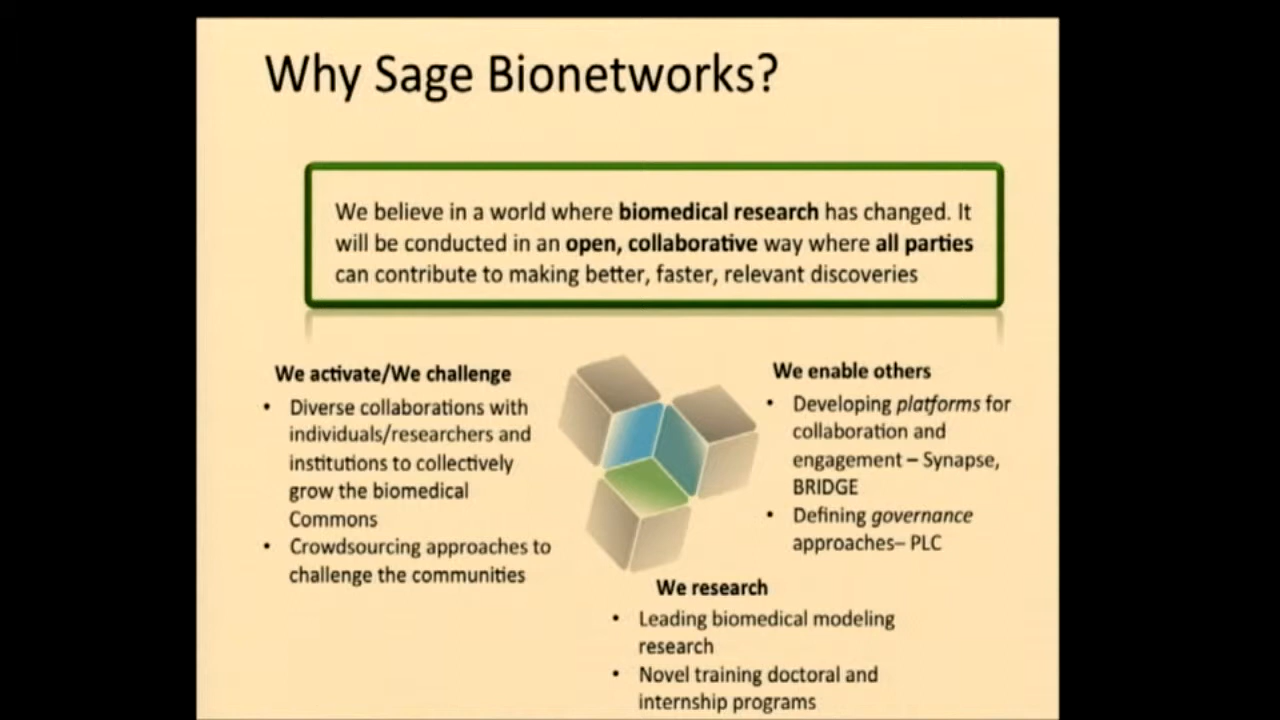 Why Sage Bionetworks?
We believe in a world where biomedical research has changed. It
will be conducted in an open, collaborative way where all parties
can contribute to making better, faster, relevant discoveries
We activate/We challenge
• Diverse collaborations with
individuals/researchers and
institutions to collectively
grow the biomedical
Commons
• Crowdsourcing approaches to
challenge the communities
We enable others
• Developing platforms for
collaboration and
engagement – Synapse,
BRIDGE
• Defining governance
approaches– PLC
We research
• Leading biomedical modeling
research
• Novel training doctoral and
internship programs